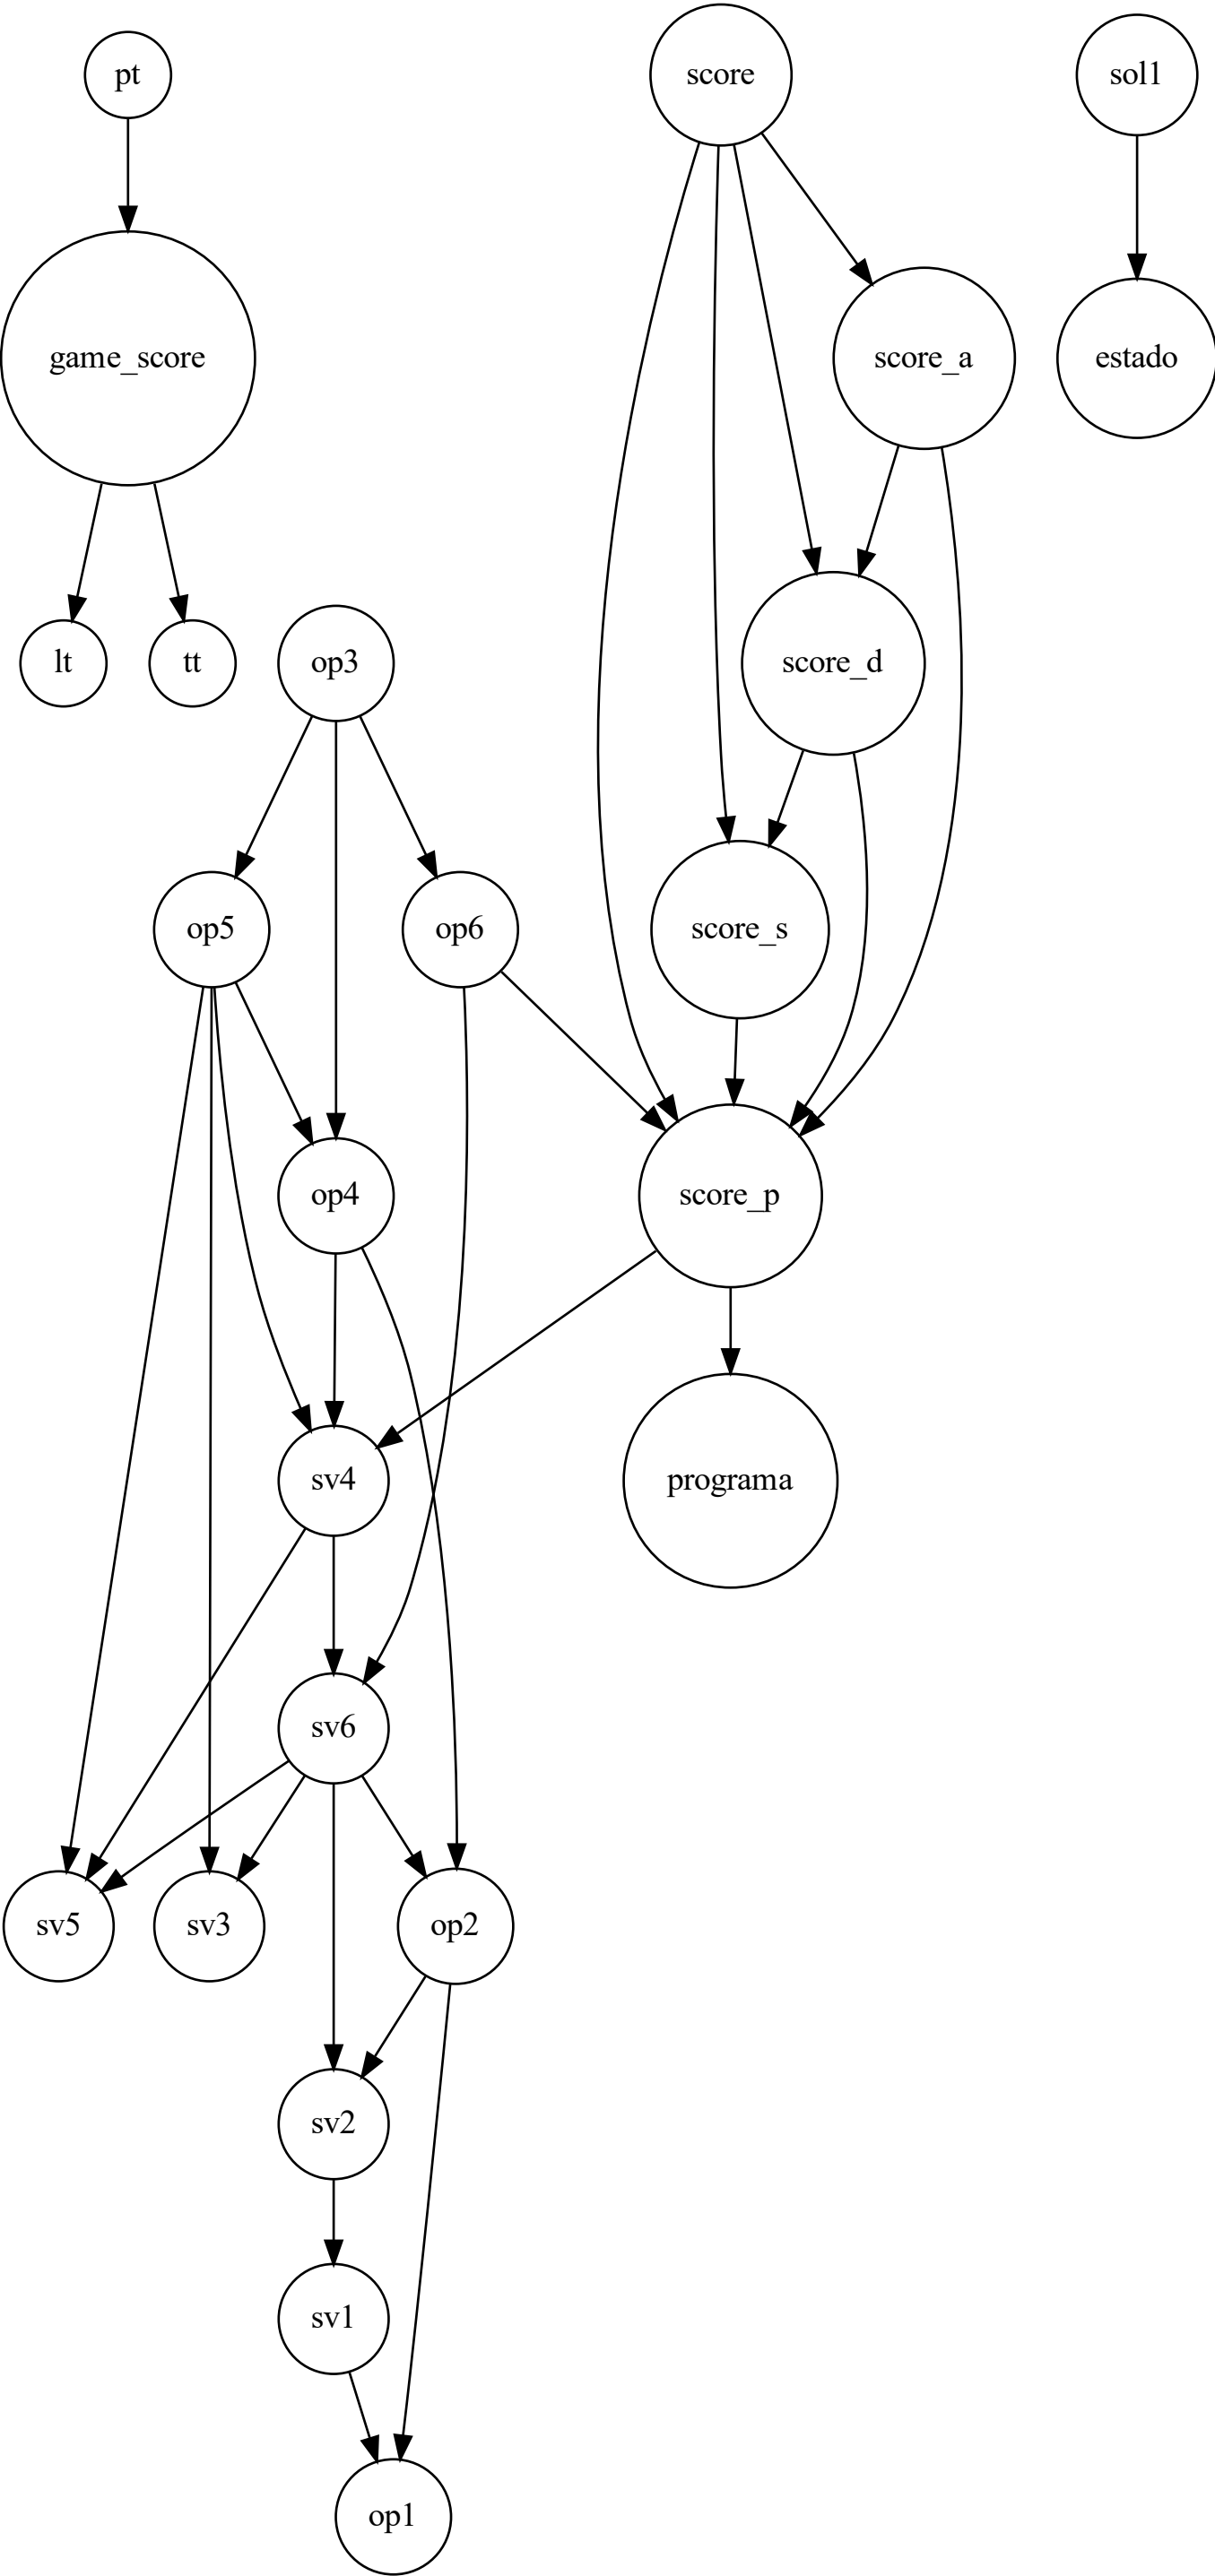 pt
score
sol1
game_score
score_a
estado
lt
tt
op3
score_d
op5
op6
score_s
op4
score_p
sv4
programa
sv6
sv5
sv3
op2
sv2
sv1
op1